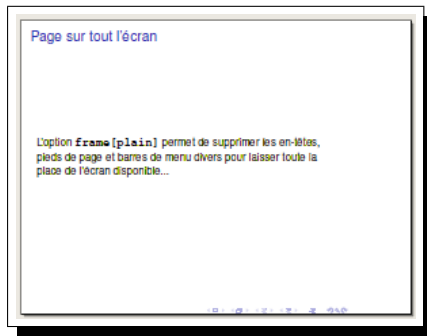 Page sur tout l'écran
L'option frame[plain] permet de supprimer les en-têtes,
pieds de page et barres de menu divers pour laisser toute la
place de l'écran disponible...